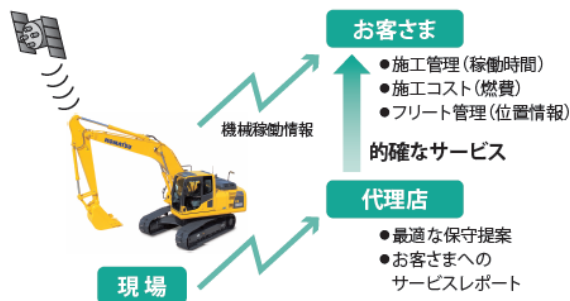 お客さま
●施工管理(稼働時間)
●施工コスト(燃費)
●フリート管理(位置情報)
機械稼働情報
的確なサービス
KOMATSU
代理店
●最適な保守提案
●お客さまへの
サービスレポート
現場